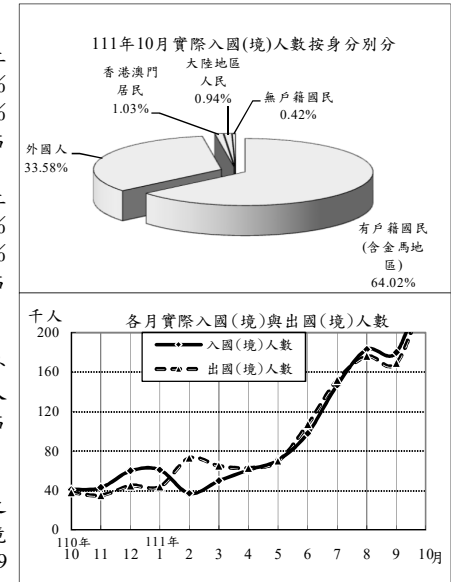 111年10月實際入國(境)人數按身分別分
香港澳門
居民
1.03%
大陸地區
人民
0.94%
無戶籍國民
0.42%
外國人
33.58%
有戶籍國民
(含金馬地
區)
64.02%
千人
各月實際入國(境)與出國(境)人數
入國(境)人數
出國(境)人數
200
160
120
80
40
0
110年 111年
10 11 12 1 2 3 4 5 6 7 8 9 10月
%
%
%
%
9